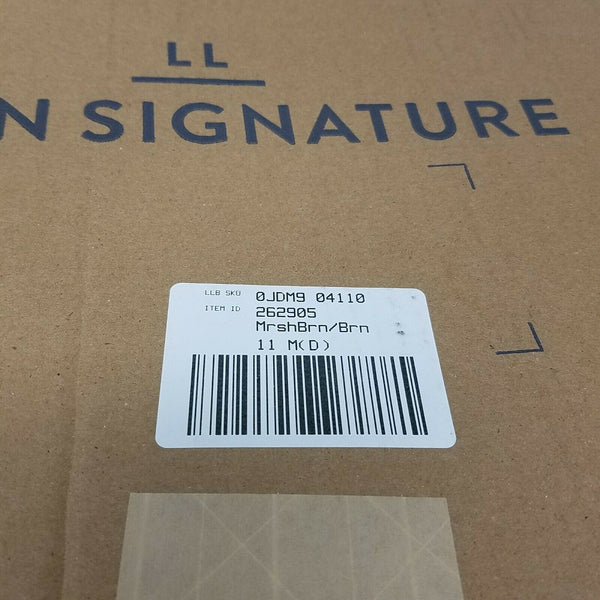 LL
N SIGNATURE
LLB SKU 0JDM9 04110
ITEM ID 262905
MrshBrn/Brn
11 M(D)